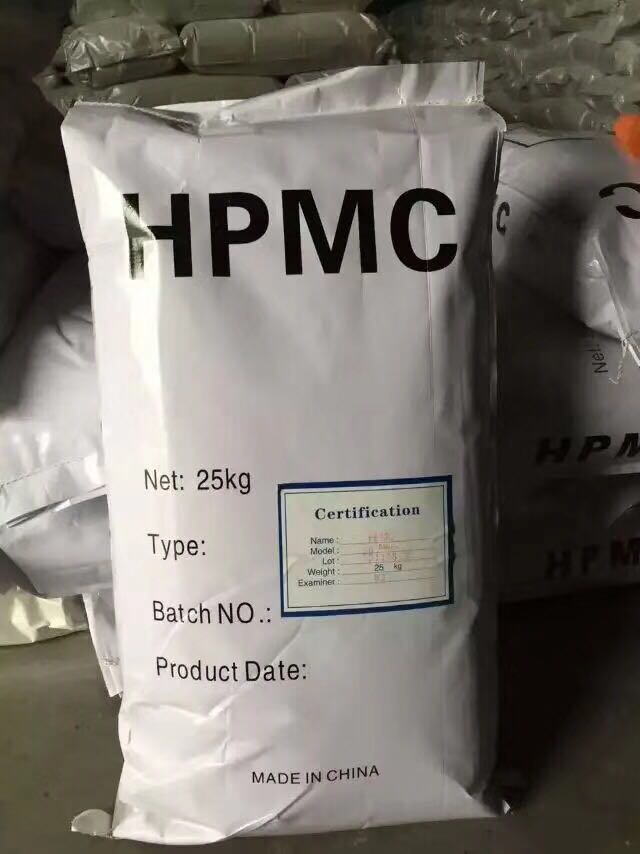 HPMC
Net: 25kg
Type:
Batch NO.:
Product Date:
MADE IN CHINA
Certification
Name :
Model :
Lot :
Weight : 25 kg
Examiner :
C
Net:
HPM
HPM